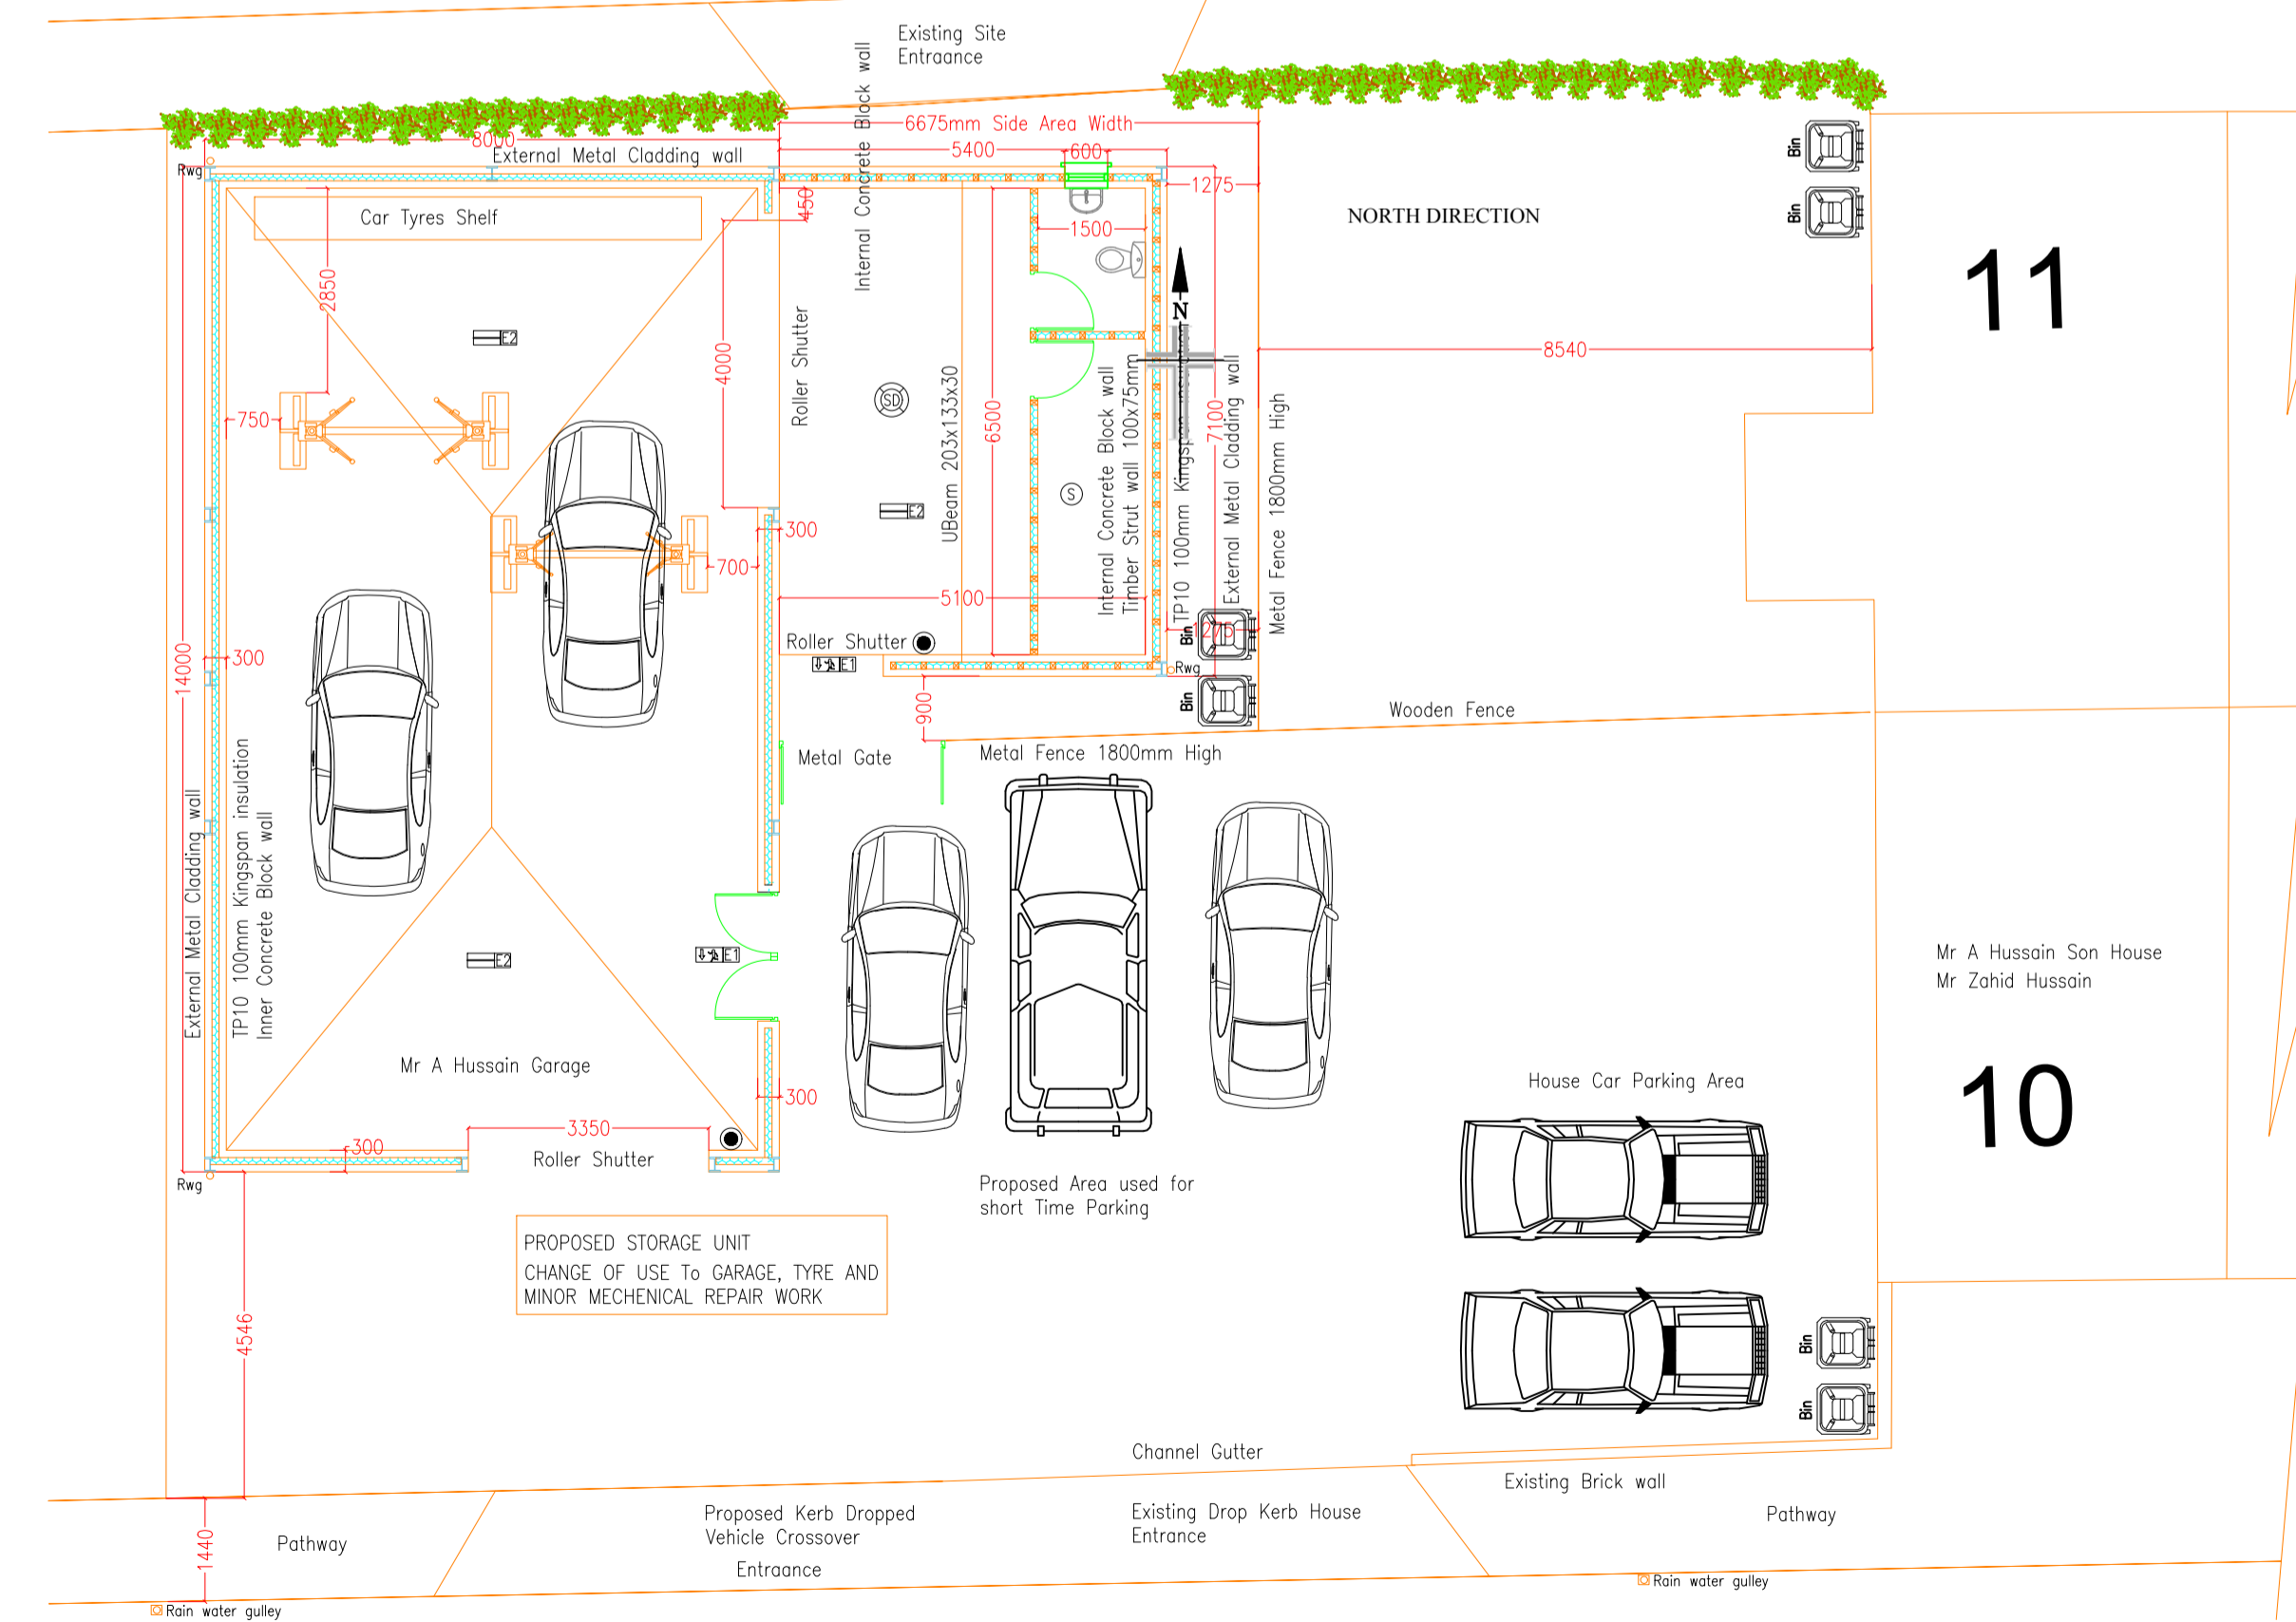 Existing Site
Entraance
Internal Concrete Block wall
6675mm Side Area Width
8000
External Metal Cladding wall
5400
600
1275
Rwg
450
Car Tyres Shelf
1500
NORTH DIRECTION
Bin
Bin
11
2850
E2
4000
Roller Shutter
SD
N
8540
750
UBeam 203x133x30
6500
Internal Concrete Block wall
Timber Strut wall 100x75mm
TP10 100mm Kingspan insulation
7100
External Metal Cladding wall
Metal Fence 1800mm High
S
E2
300
700
5100
14000
300
Roller Shutter
E1
1275
Bin
Rwg
Bin
900
Wooden Fence
Metal Gate
Metal Fence 1800mm High
External Metal Cladding wall
TP10 100mm Kingspan insulation
Inner Concrete Block wall
E2
E1
Mr A Hussain Son House
Mr Zahid Hussain
10
Mr A Hussain Garage
House Car Parking Area
300
3350
300
Roller Shutter
Rwg
Proposed Area used for
short Time Parking
PROPOSED STORAGE UNIT
CHANGE OF USE To GARAGE, TYRE AND
MINOR MECHENICAL REPAIR WORK
4546
Bin
Bin
Channel Gutter
Existing Brick wall
1440
Pathway
Proposed Kerb Dropped
Vehicle Crossover
Entraance
Existing Drop Kerb House
Entrance
Pathway
Rain water gulley
Rain water gulley